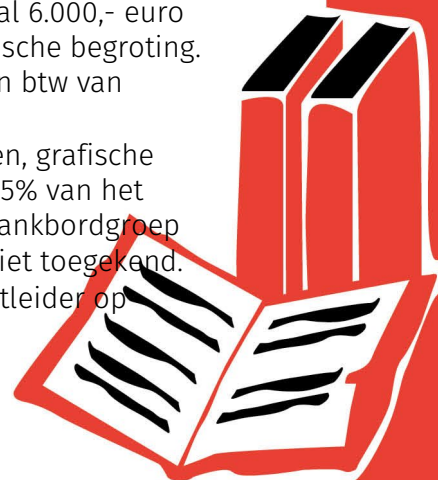 al 6.000,- euro
sche begroting.
n btw van
en, grafische
5% van het
ankbordgroep
iet toegekend.
tleider op